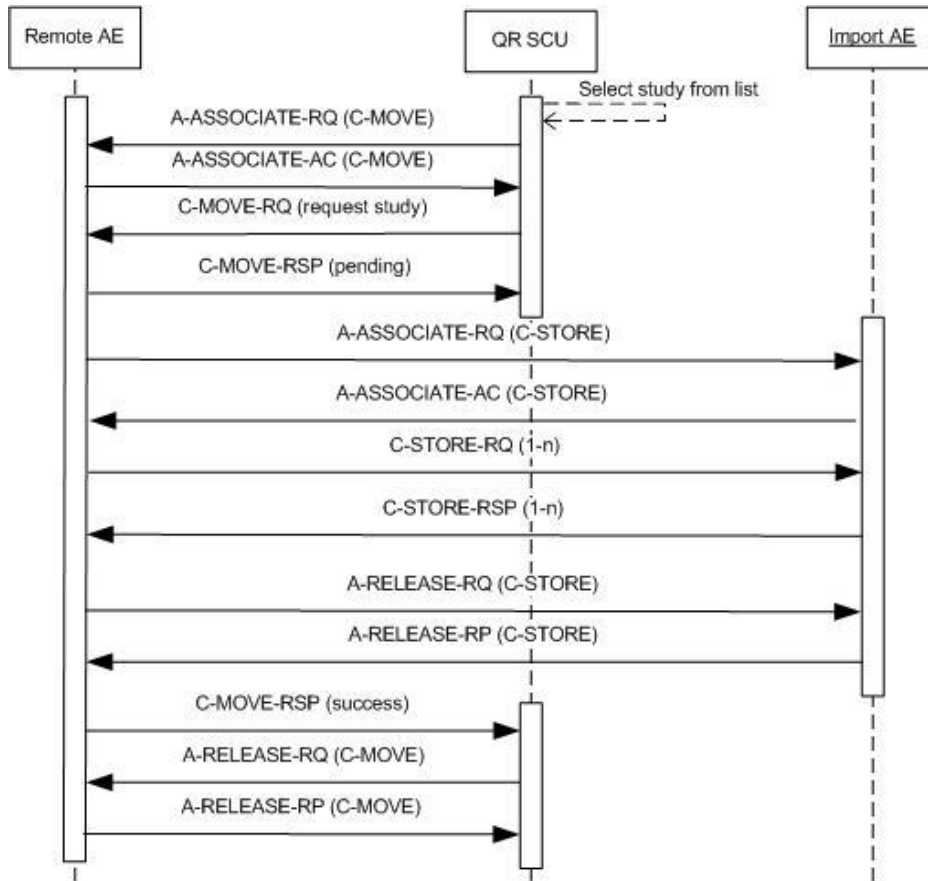 Remote AE
QR SCU
Import AE
Select study from list
A-ASSOCIATE-RQ (C-MOVE)
A-ASSOCIATE-AC (C-MOVE)
C-MOVE-RQ (request study)
C-MOVE-RSP (pending)
A-ASSOCIATE-RQ (C-STORE)
A-ASSOCIATE-AC (C-STORE)
C-STORE-RQ (1-n)
C-STORE-RSP (1-n)
A-RELEASE-RQ (C-STORE)
A-RELEASE-RP (C-STORE)
C-MOVE-RSP (success)
A-RELEASE-RQ (C-MOVE)
A-RELEASE-RP (C-MOVE)